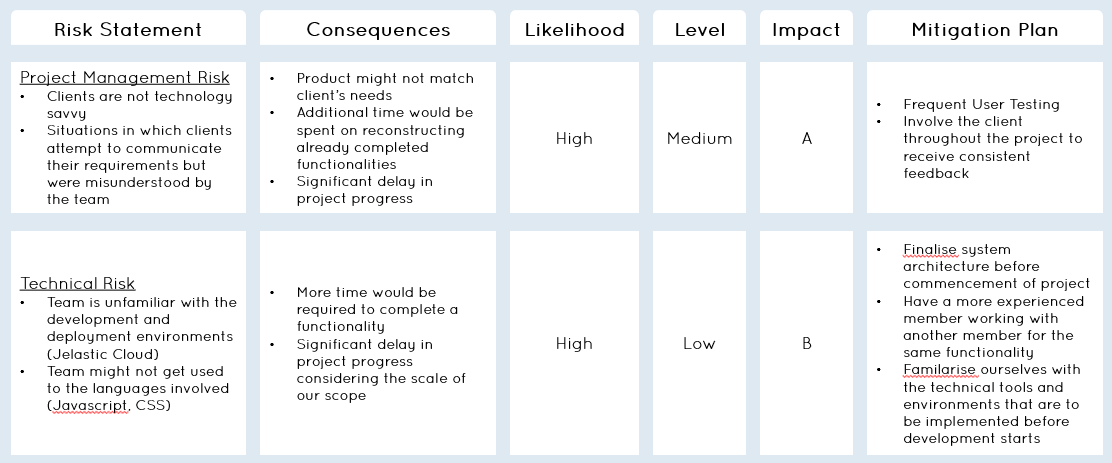 Risk Statement
Consequences
Likelihood
Level
Impact
Mitigation Plan
Project Management Risk
• Clients are not technology
savvy
• Situations in which clients
attempt to communicate
their requirements but
were misunderstood by
the team
• Product might not match
client's needs
• Additional time would be
spent on reconstructing
already completed
functionalities
• Significant delay in
project progress
High
Medium
A
• Frequent User Testing
• Involve the client
throughout the project to
receive consistent
feedback
Technical Risk
• Team is unfamiliar with the
development and
deployment environments
(Jelastic Cloud)
• Team might not get used
to the languages involved
(Javascript, CSS)
• More time would be
required to complete a
functionality
• Significant delay in
project progress
considering the scale of
our scope
High
Low
B
• Finalise system
architecture before
commencement of project
• Have a more experienced
member working with
another member for the
same functionality
• Familarise ourselves with
the technical tools and
environments that are to
be implemented before
development starts